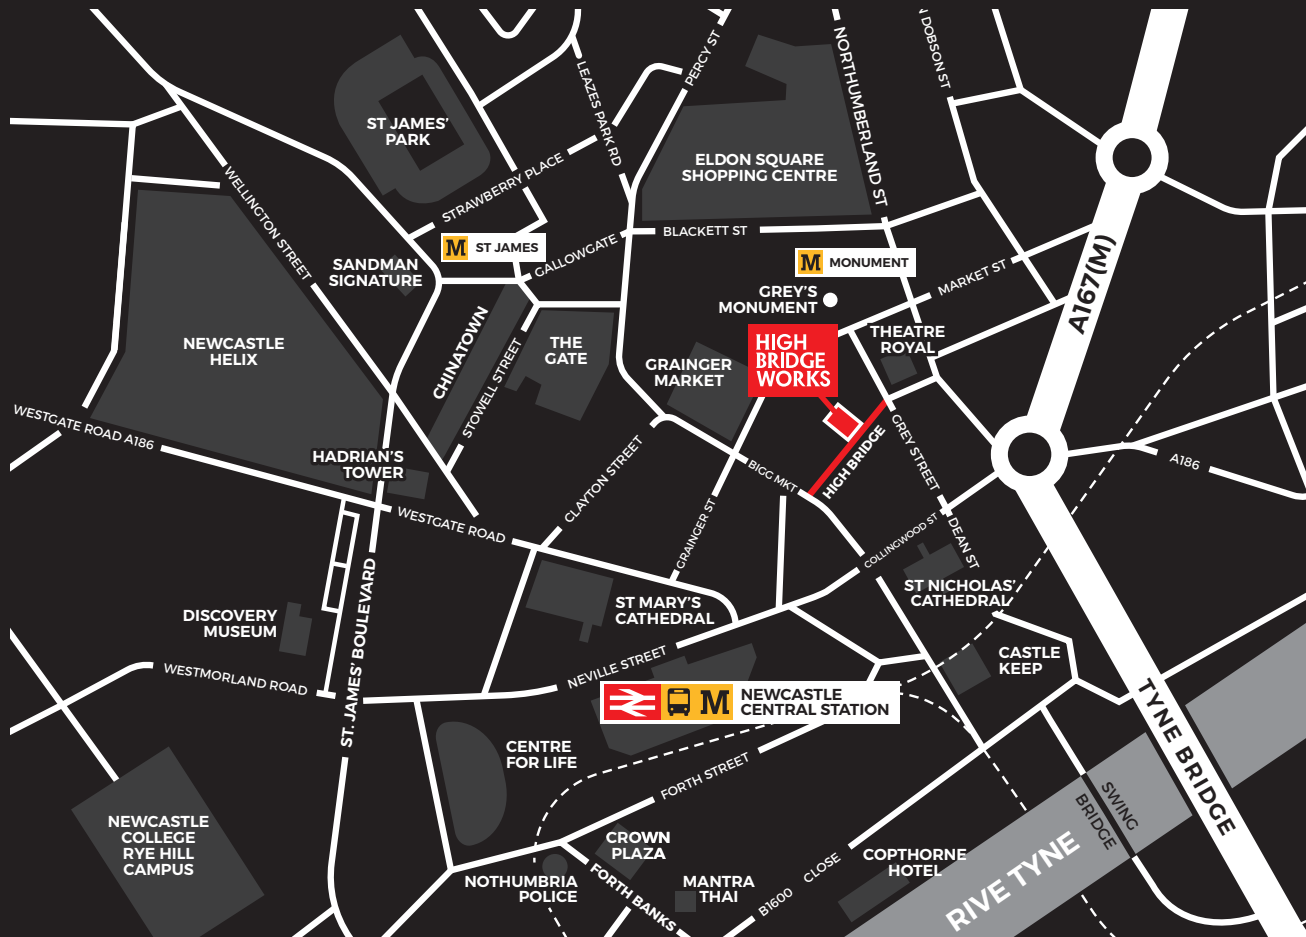 PERCY ST
NORTHUMBERLAND ST
DOBSON ST
LEAZES PARK RD
ST JAMES'
PARK
STRAWBERRY PLACE
ELDON SQUARE
SHOPPING CENTRE
WELLINGTON STREET
M ST JAMES
GALLOWGATE
BLACKETT ST
M MONUMENT
SANDMAN
SIGNATURE
MARKET ST
A167(M)
GREY'S
MONUMENT
CHINATOWN
STOWELL STREET
THE
GATE
NEWCASTLE
HELIX
GRAINGER
MARKET
HIGH
BRIDGE
WORKS
THEATRE
ROYAL
WESTGATE ROAD A186
HADRIAN'S
TOWER
CLAYTON STREET
BIGG MKT
HIGH BRIDGE
GREY STREET
A186
WESTGATE ROAD
GRAINGER ST
COLLINGWOOD ST
DEAN ST
ST. JAMES' BOULEVARD
DISCOVERY
MUSEUM
ST MARY'S
CATHEDRAL
ST NICHOLAS'
CATHEDRAL
WESTMORLAND ROAD
NEVILLE STREET
CASTLE
KEEP
M NEWCASTLE
CENTRAL STATION
TYNE BRIDGE
CENTRE
FOR LIFE
FORTH STREET
SWING
BRIDGE
NEWCASTLE
COLLEGE
RYE HILL
CAMPUS
CROWN
PLAZA
COPTHORNE
HOTEL
B1600 CLOSE
RIVE TYNE
NOTHUMBRIA
POLICE
FORTH BANKS
MANTRA
THAI